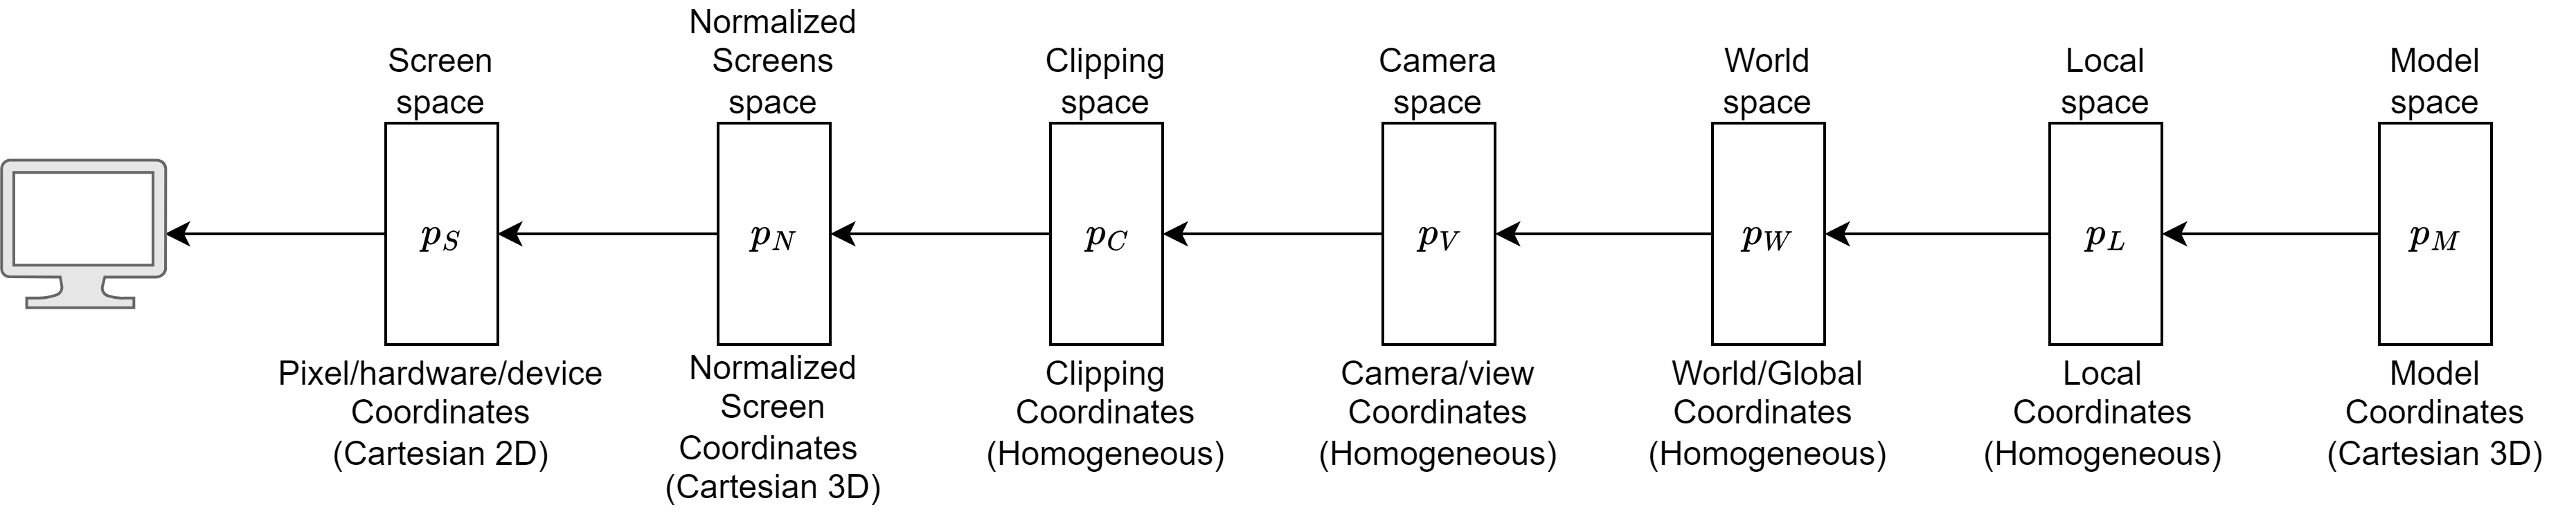 Screen
space
Normalized
Screens
space
Clipping
space
Camera
space
World
space
Local
space
Model
space
p_S
p_N
p_C
p_V
p_W
p_L
p_M
Pixel/hardware/device
Coordinates
(Cartesian 2D)
Normalized
Screen
Coordinates
(Cartesian 3D)
Clipping
Coordinates
(Homogeneous)
Camera/view
Coordinates
(Homogeneous)
World/Global
Coordinates
(Homogeneous)
Local
Coordinates
(Homogeneous)
Model
Coordinates
(Cartesian 3D)